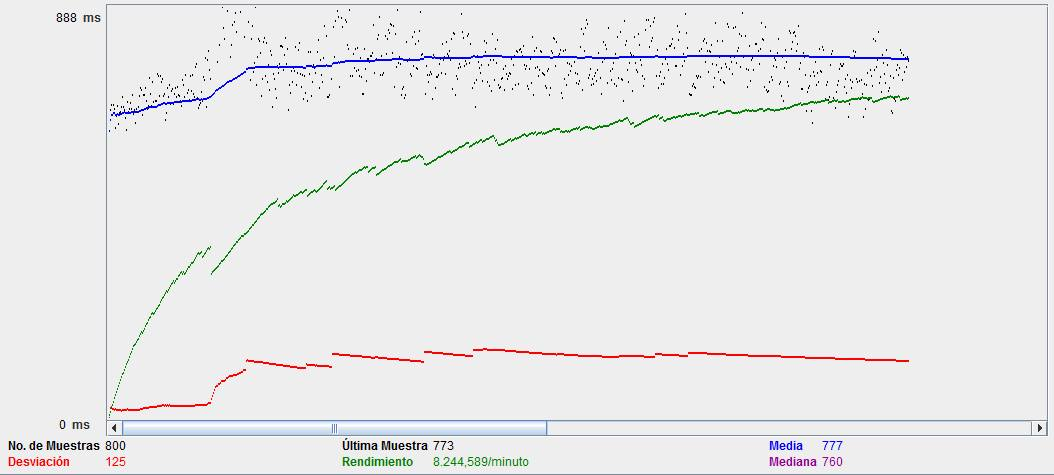 888 ms
0 ms
No. de Muestras 800 Última Muestra 773 Media 777
Desviación 125 Rendimiento 8.244,589/minuto Mediana 760